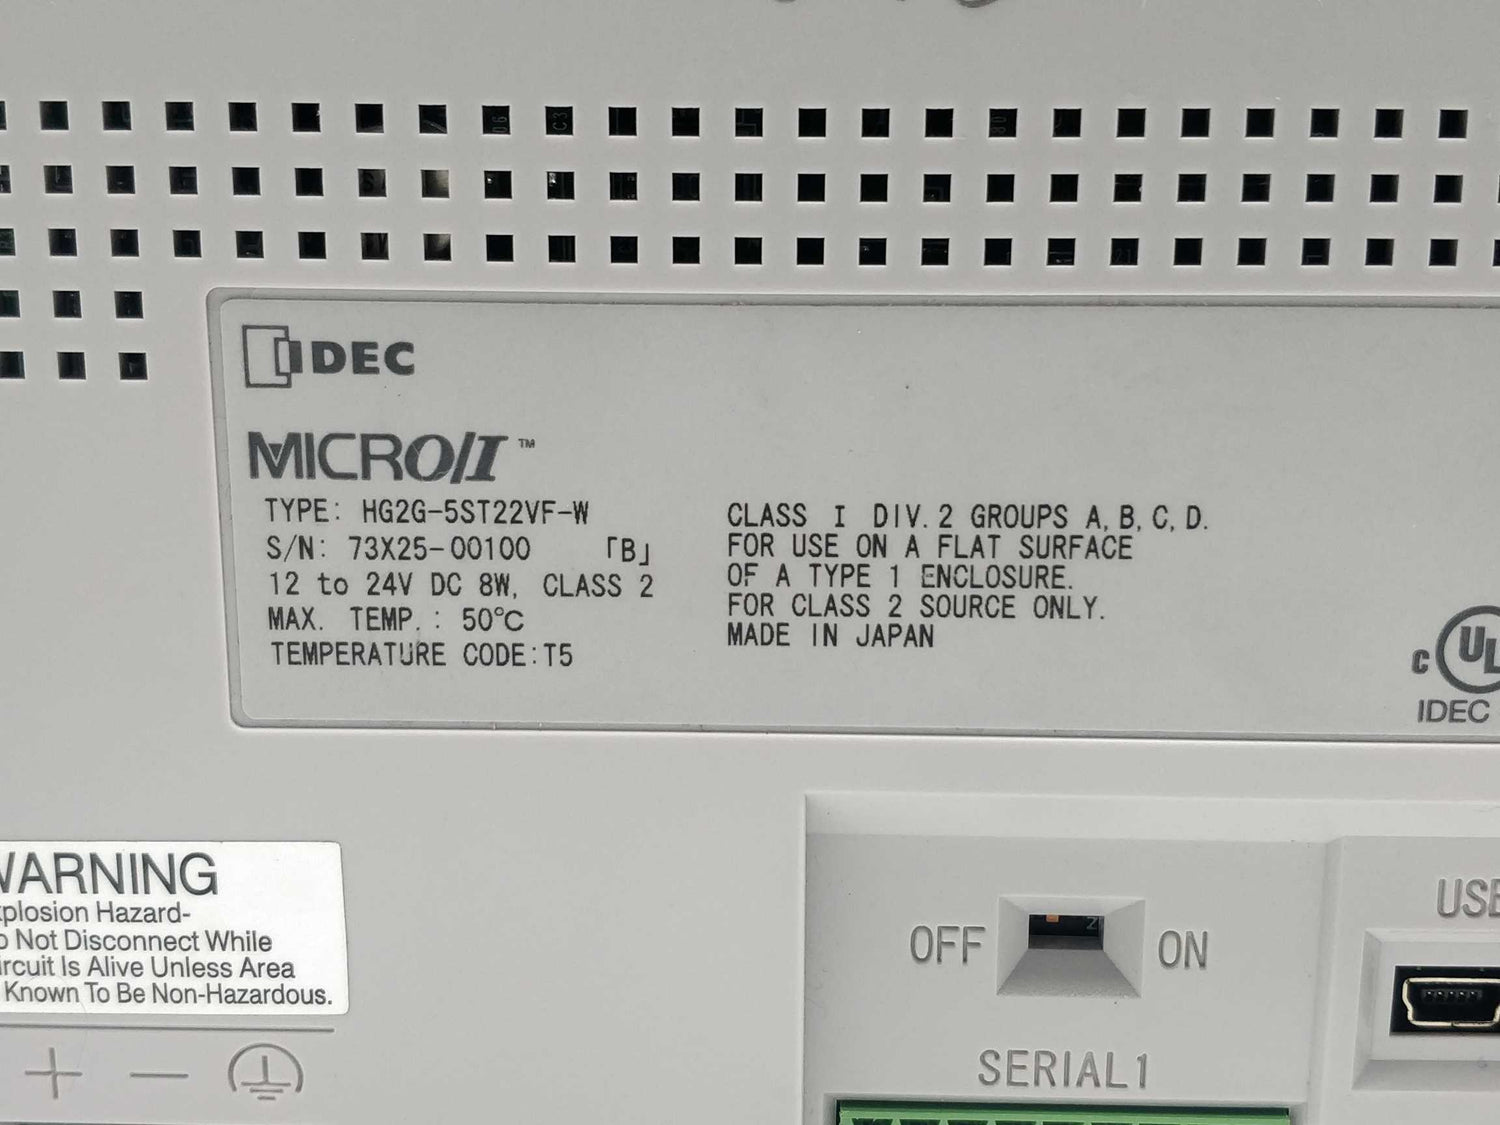 IDEC
MICRO/I™
TYPE: HG2G-5ST22VF-W
S/N: 73X25-00100 「B」
12 to 24V DC 8W, CLASS 2
MAX. TEMP. : 50°C
TEMPERATURE CODE:T5
CLASS I DIV. 2 GROUPS A, B, C, D.
FOR USE ON A FLAT SURFACE
OF A TYPE 1 ENCLOSURE.
FOR CLASS 2 SOURCE ONLY.
MADE IN JAPAN
c UL
IDEC
WARNING
xplosion Hazard-
o Not Disconnect While
ircuit Is Alive Unless Area
Known To Be Non-Hazardous.
+ −
OFF ON
SERIAL1
USB